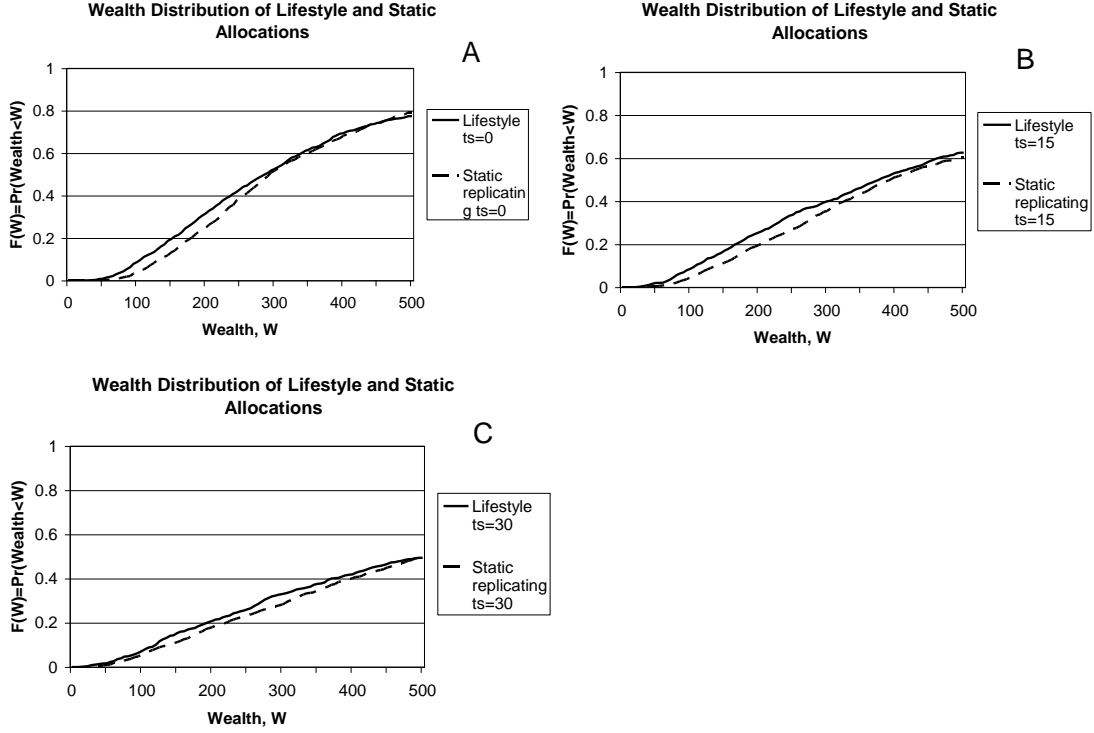 Wealth Distribution of Lifestyle and Static
Allocations
A
F(W)=Pr(Wealth<W)
1
0.8
0.6
0.4
0.2
0
0 100 200 300 400 500
Wealth, W
Lifestyle
ts=0
Static
replicatin
g ts=0
Wealth Distribution of Lifestyle and Static
Allocations
B
F(W)=Pr(Wealth<W)
1
0.8
0.6
0.4
0.2
0
0 100 200 300 400 500
Wealth, W
Lifestyle
ts=15
Static
replicating
ts=15
Wealth Distribution of Lifestyle and Static
Allocations
C
F(W)=Pr(Wealth<W)
1
0.8
0.6
0.4
0.2
0
0 100 200 300 400 500
Wealth, W
Lifestyle
ts=30
Static
replicating
ts=30